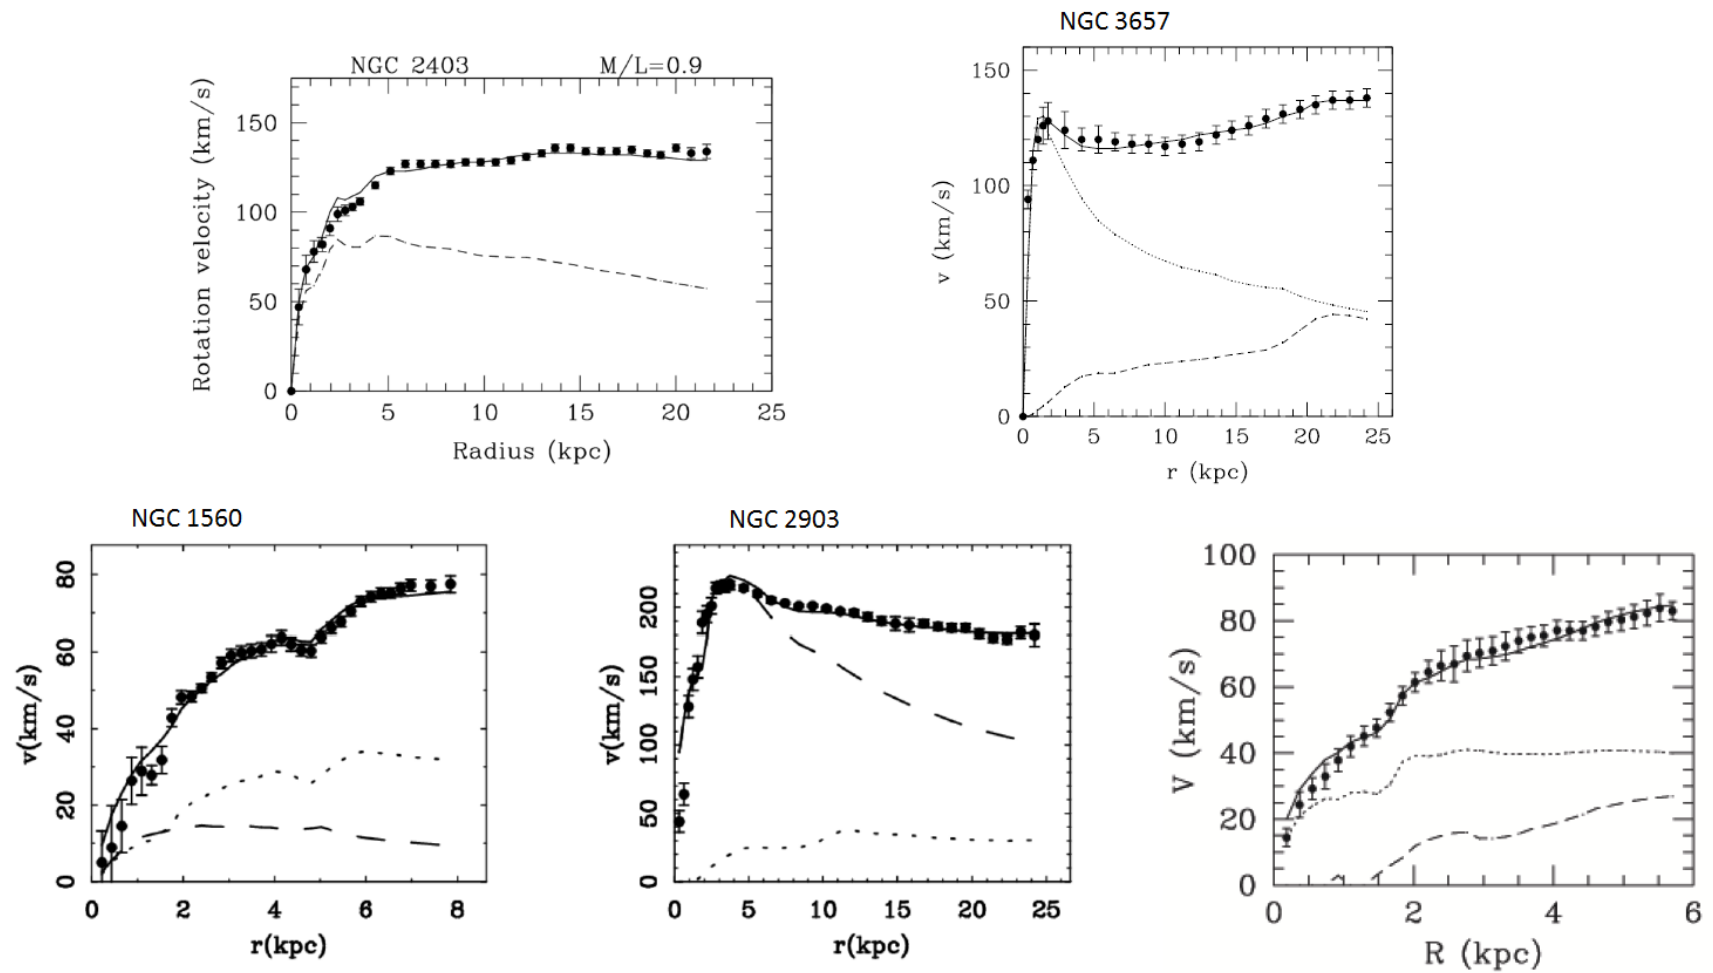 NGC 3657
NGC 2403 M/L=0.9
Rotation velocity (km/s)
150
100
50
0
0 5 10 15 20 25
Radius (kpc)
v (km/s)
150
100
50
0
0 5 10 15 20 25
r (kpc)
NGC 1560
v(km/s)
80
60
40
20
0
0 2 4 6 8
r(kpc)
NGC 2903
v(km/s)
200
150
100
50
0
0 5 10 15 20 25
r(kpc)
V (km/s)
100
80
60
40
20
0
0 2 4 6
R (kpc)